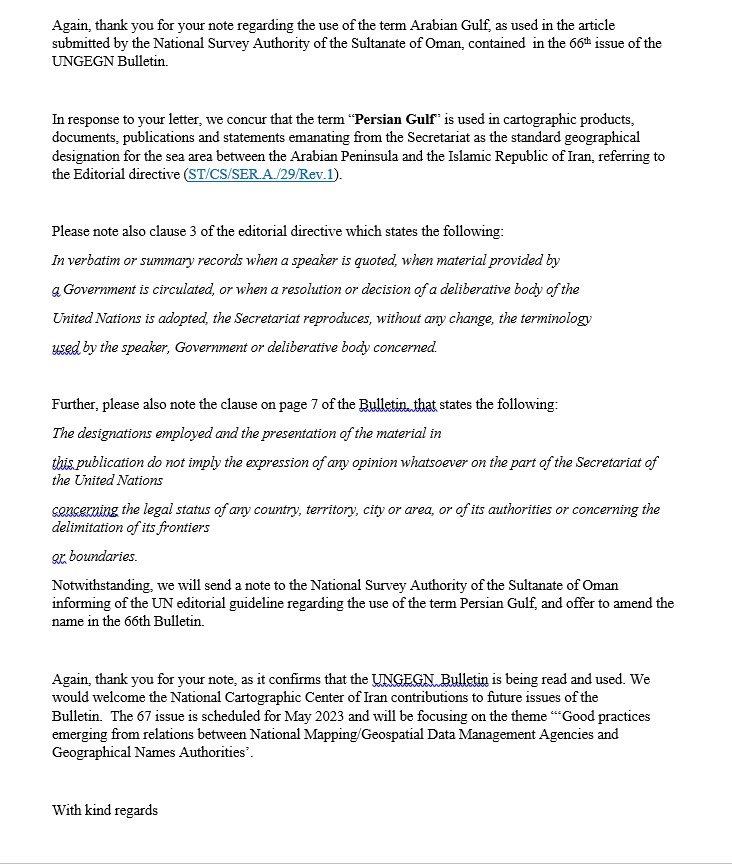 Again, thank you for your note regarding the use of the term Arabian Gulf, as used in the article
submitted by the National Survey Authority of the Sultanate of Oman, contained  in the 66th issue of the
UNGEGN Bulletin.
In response to your letter, we concur that the term “Persian Gulf” is used in cartographic products,
documents, publications and statements emanating from the Secretariat as the standard geographical
designation for the sea area between the Arabian Peninsula and the Islamic Republic of Iran, referring to
the Editorial directive (ST/CS/SER.A./29/Rev.1).
Please note also clause 3 of the editorial directive which states the following:
In verbatim or summary records when a speaker is quoted, when material provided by
a Government is circulated, or when a resolution or decision of a deliberative body of the
United Nations is adopted, the Secretariat reproduces, without any change, the terminology
used by the speaker, Government or deliberative body concerned.
Further, please also note the clause on page 7 of the Bulletin, that states the following:
The designations employed and the presentation of the material in
this publication do not imply the expression of any opinion whatsoever on the part of the Secretariat of
the United Nations
concerning the legal status of any country, territory, city or area, or of its authorities or concerning the
delimitation of its frontiers
or boundaries.
Notwithstanding, we will send a note to the National Survey Authority of the Sultanate of Oman
informing of the UN editorial guideline regarding the use of the term Persian Gulf, and offer to amend the
name in the 66th Bulletin.
Again, thank you for your note, as it confirms that the UNGEGN Bulletin is being read and used. We
would welcome the National Cartographic Center of Iran contributions to future issues of the
Bulletin.  The 67 issue is scheduled for May 2023 and will be focusing on the theme “‘Good practices
emerging from relations between National Mapping/Geospatial Data Management Agencies and
Geographical Names Authorities’.
With kind regards